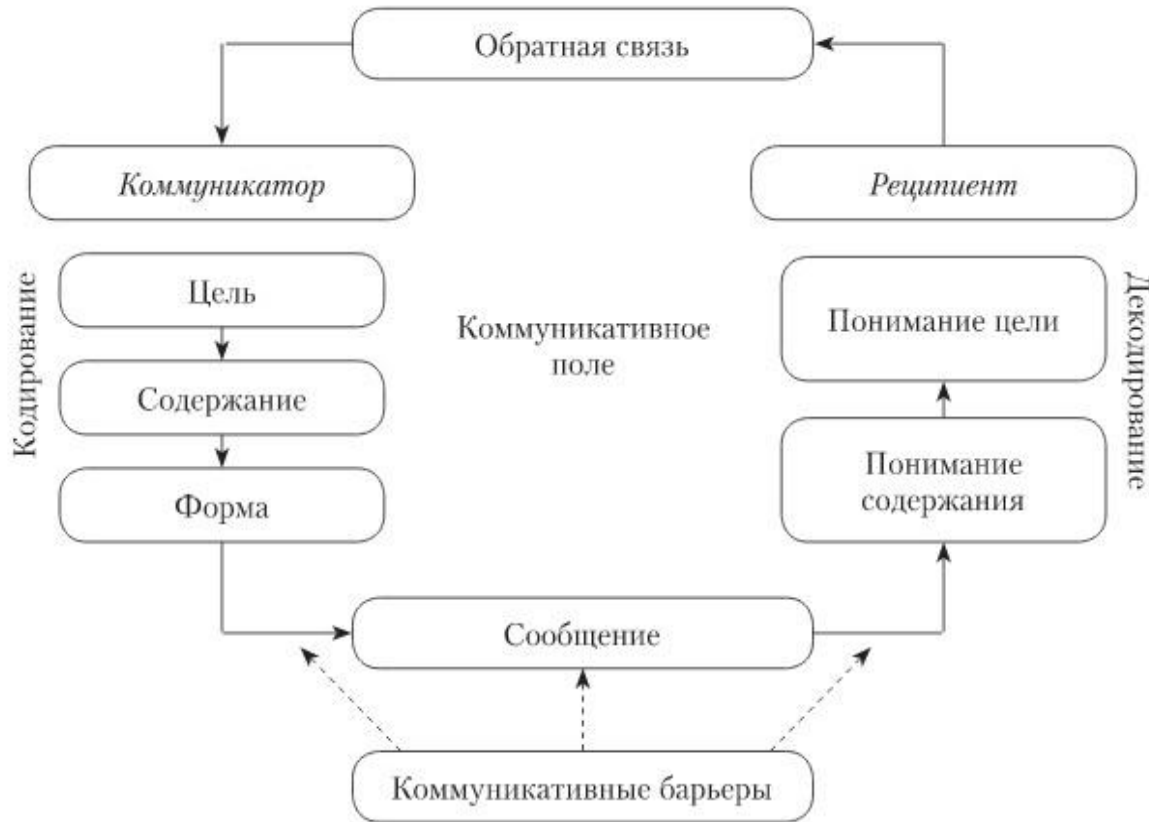 Обратная связь
Коммуникатор
Реципиент
Кодирование
Цель
Содержание
Форма
Коммуникативное
поле
Понимание цели
Понимание
содержания
Декодирование
Сообщение
Коммуникативные барьеры